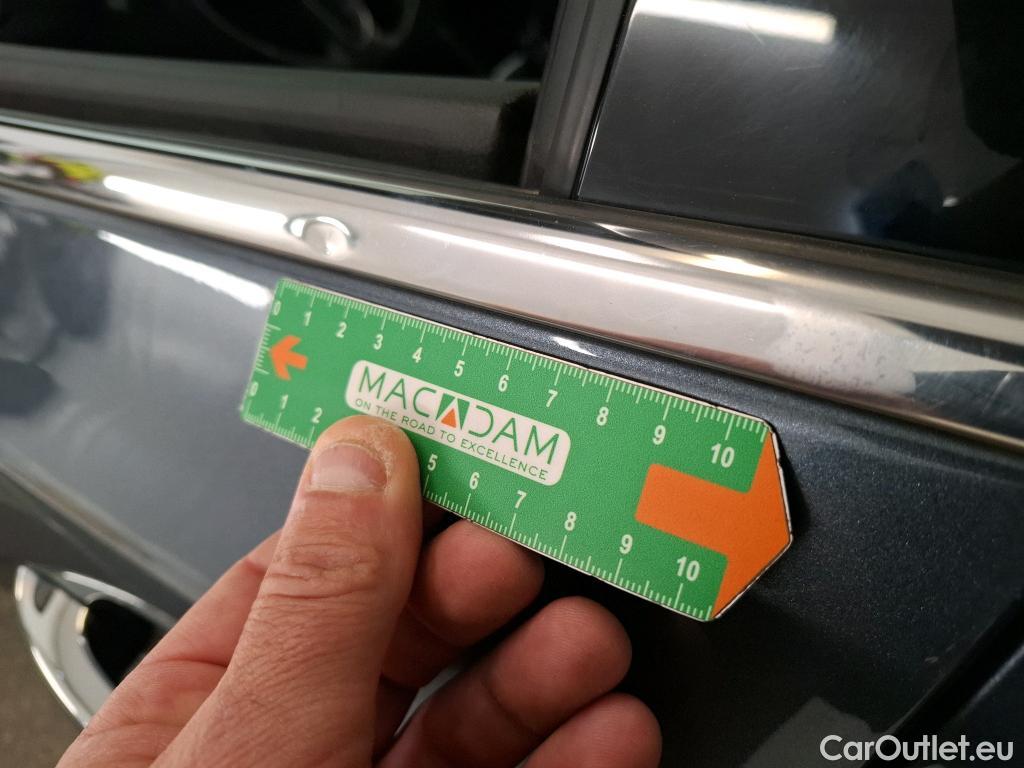 0 1 2 3 4 5 6 7 8 9 10
MACADAM
ON THE ROAD TO EXCELLENCE
0 1 2 5 6 7 8 9 10
CarOutlet.eu